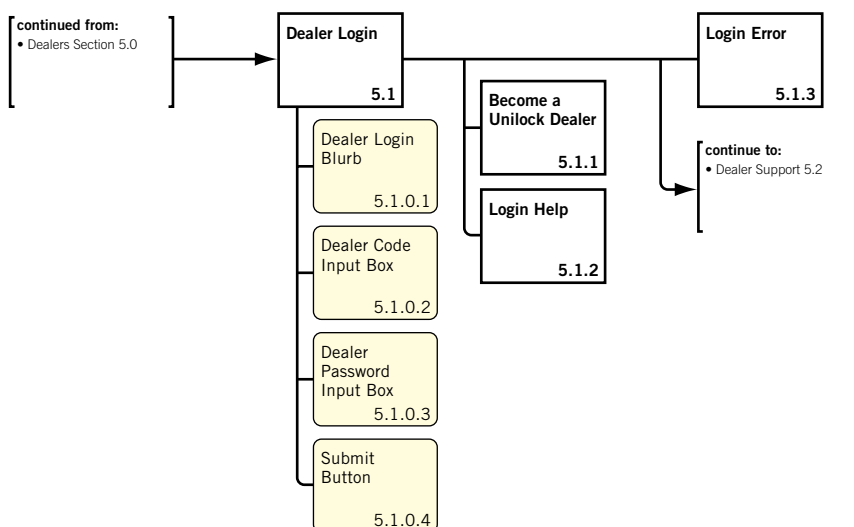 continued from:
• Dealers Section 5.0
Dealer Login
5.1
Login Error
5.1.3
Become a
Unilock Dealer
5.1.1
Login Help
5.1.2
continue to:
• Dealer Support 5.2
Dealer Login
Blurb
5.1.0.1
Dealer Code
Input Box
5.1.0.2
Dealer
Password
Input Box
5.1.0.3
Submit
Button
5.1.0.4